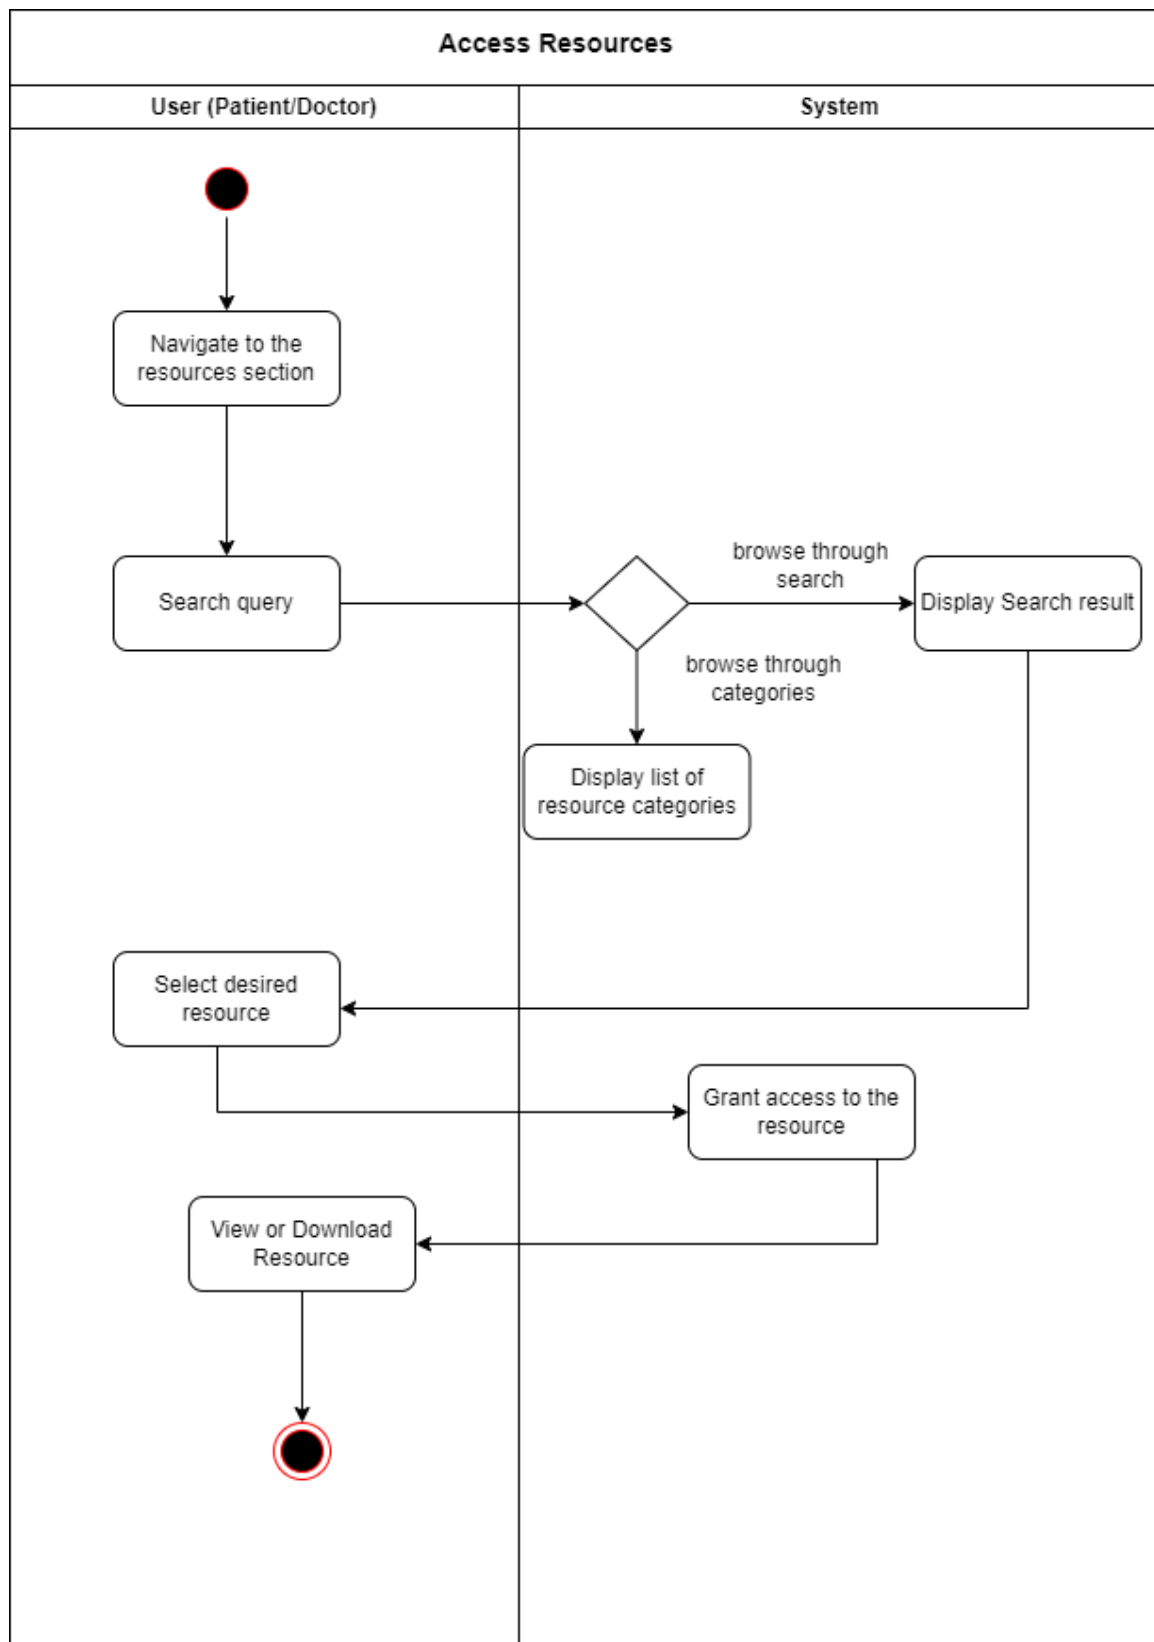 Access Resources
User (Patient/Doctor)
System
Navigate to the
resources section
Search query
browse through
search
Display Search result
browse through
categories
Display list of
resource categories
Select desired
resource
Grant access to the
resource
View or Download
Resource